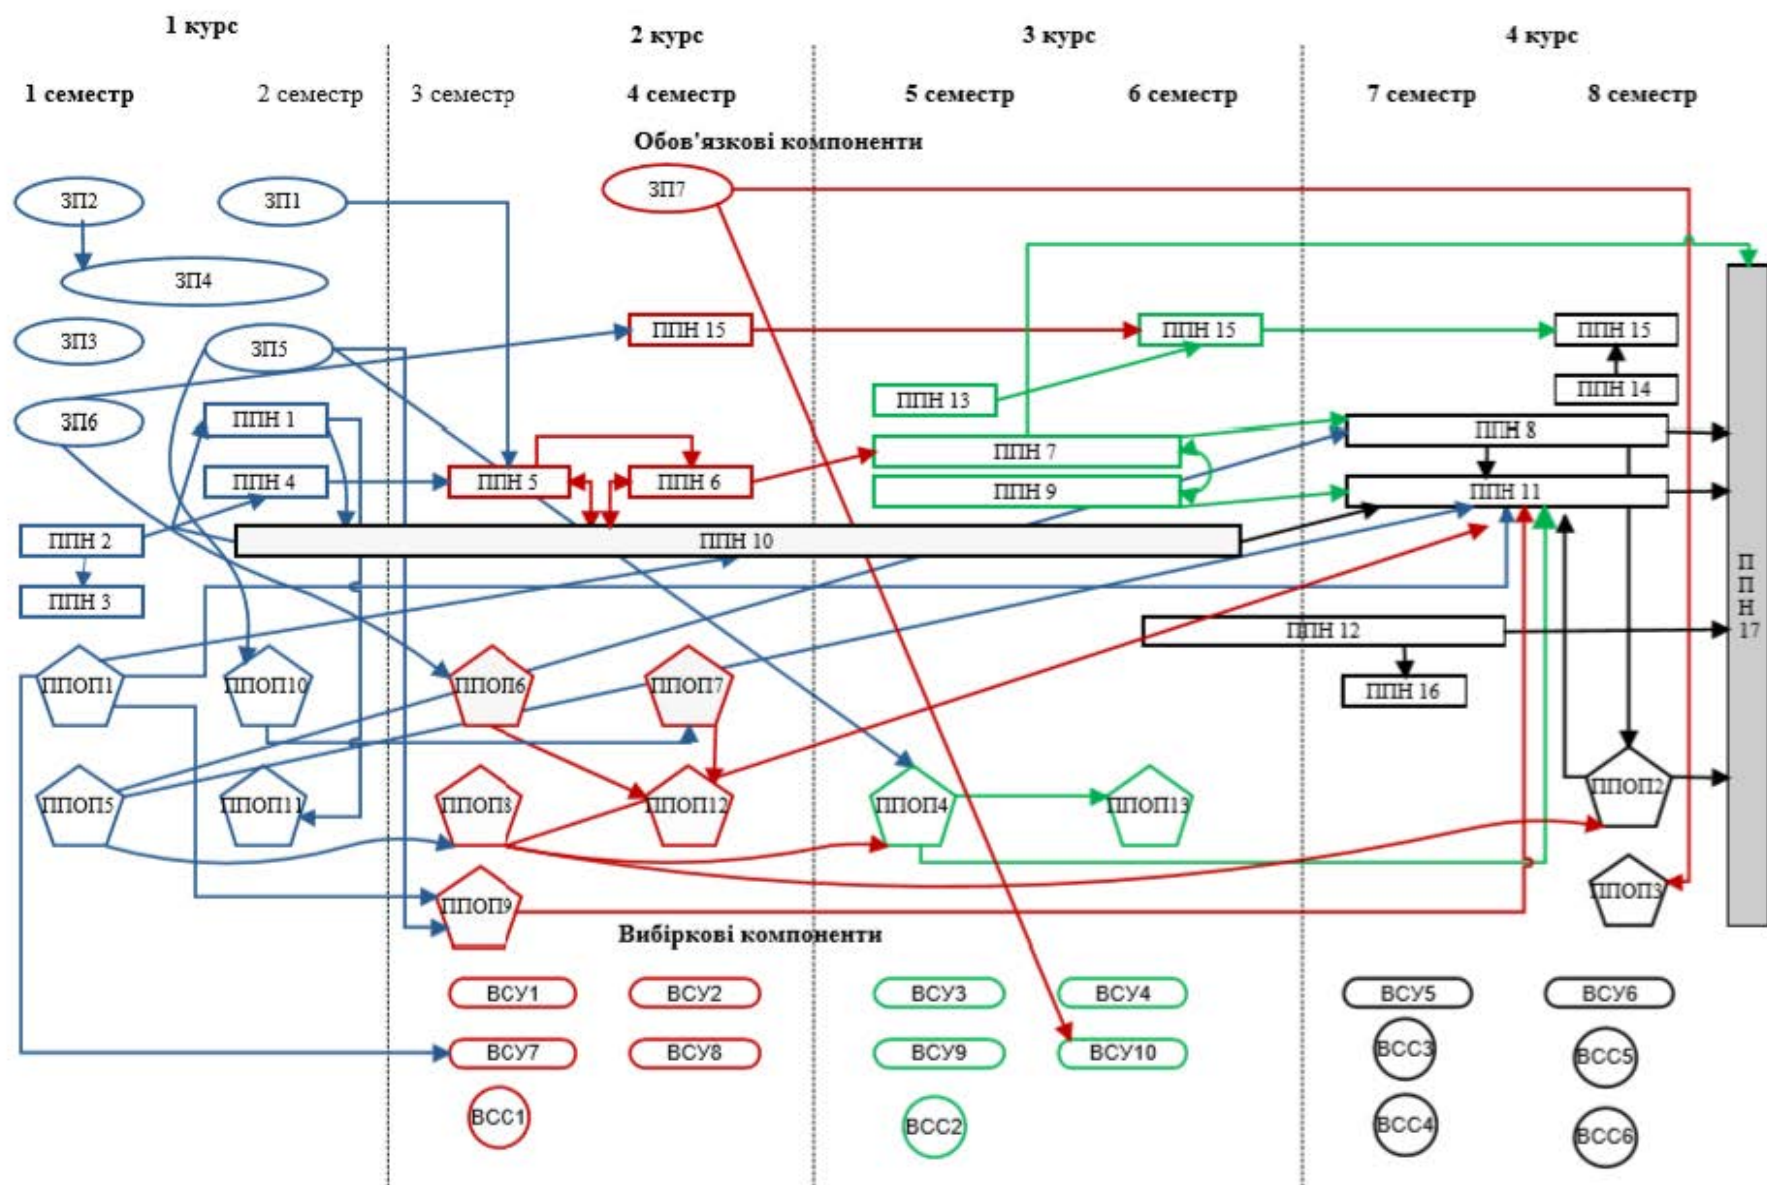 1 курс
2 курс
3 курс
4 курс
1 семестр
2 семестр
3 семестр
4 семестр
5 семестр
6 семестр
7 семестр
8 семестр
Обов'язкові компоненти
ЗП2
ЗП1
ЗП7
ЗП4
ЗП3
ЗП5
ППН 15
ППН 15
ППН 15
ППН 13
ППН 14
ЗП6
ППН 1
ППН 7
ППН 8
ППН 4
ППН 5
ППН 6
ППН 9
ППН 11
ППН 2
ППН 10
ППН 3
ППН 12
П
П
Н
17
ППОП1
ППОП10
ППОП6
ППОП7
ППН 16
ППОП5
ППОП11
ППОП8
ППОП12
ППОП4
ППОП13
ППОП2
ППОП9
ППОП3
Вибіркові компоненти
ВСУ1
ВСУ2
ВСУ3
ВСУ4
ВСУ5
ВСУ6
ВСУ7
ВСУ8
ВСУ9
ВСУ10
ВСС3
ВСС5
ВСС1
ВСС2
ВСС4
ВСС6